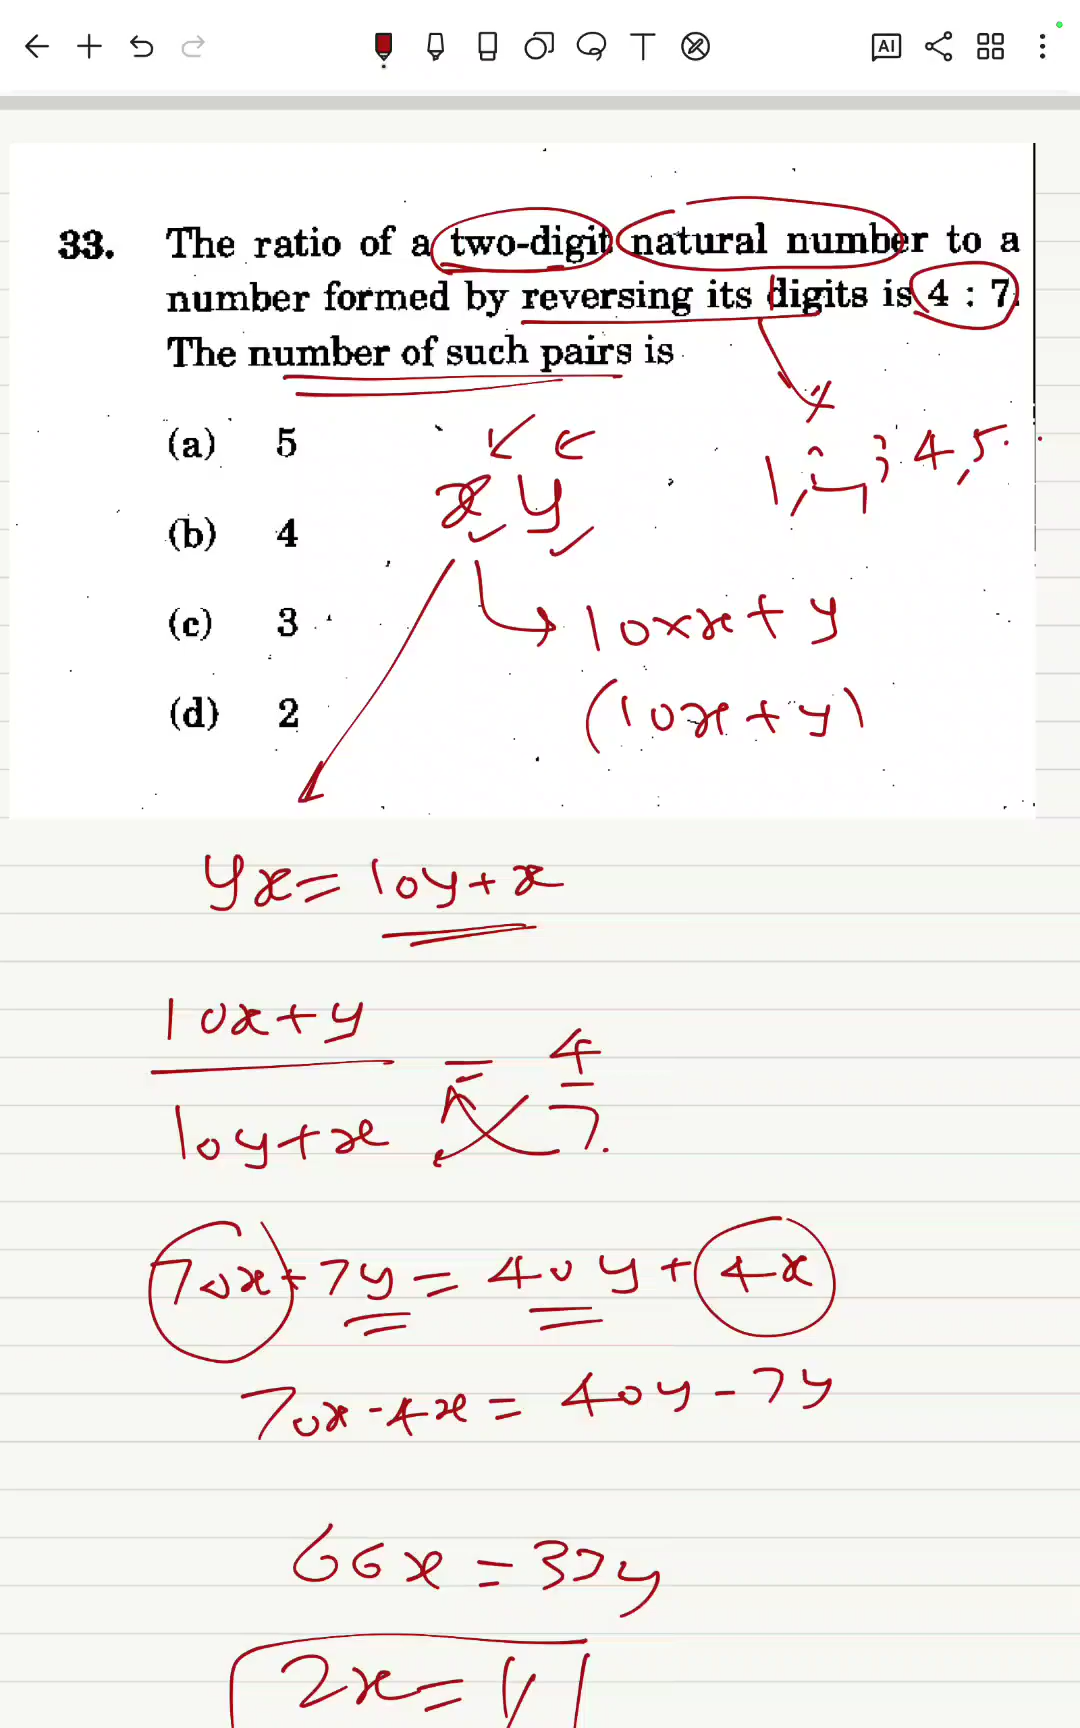 AI
33. The ratio of a two-digit natural number to a
number formed by reversing its digits is 4 : 7.
The number of such pairs is
(a) 5
(b) 4
(c) 3
(d) 2
1, 2, 3, 4, 5
x y
10×x+y
(10x+y)
yx=10y+x
10x+y
10y+x
= 4
7
70x+7y=40y+4x
70x-4x=40y-7y
66x=33y
2x=y